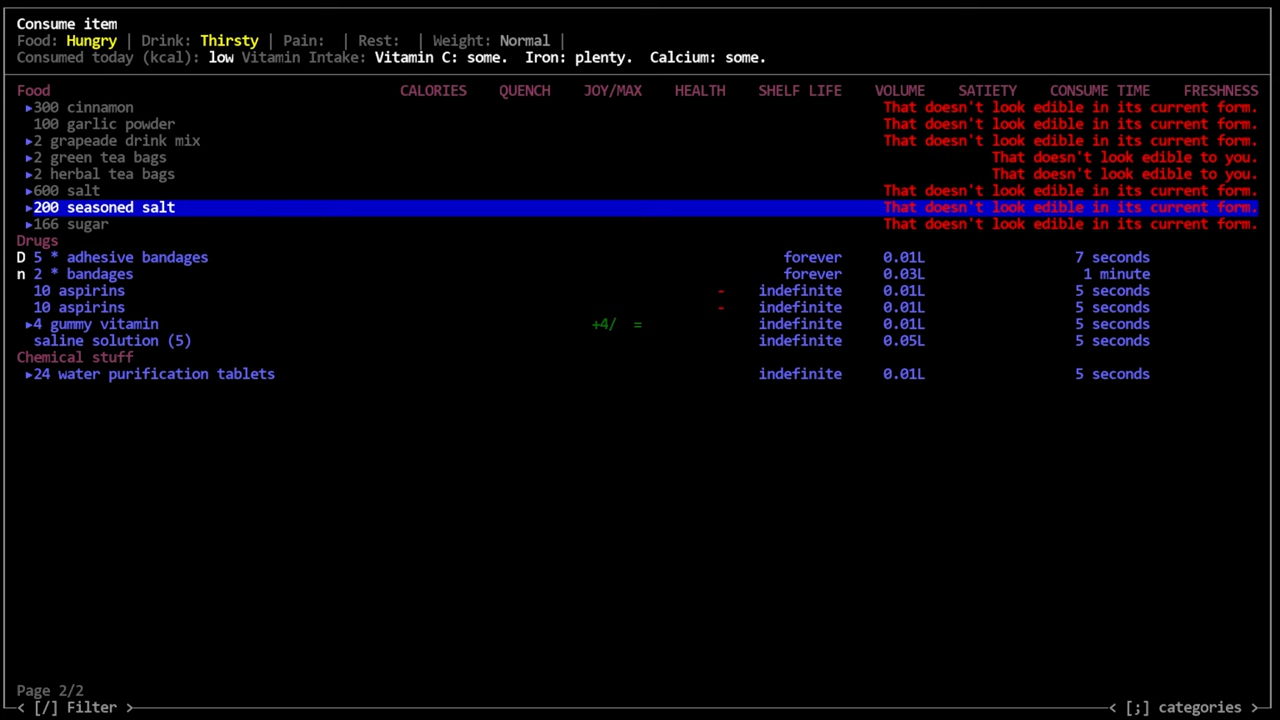 Consume item
Food: Hungry | Drink: Thirsty | Pain: | Rest: | Weight: Normal |
Consumed today (kcal): low Vitamin Intake: Vitamin C: some. Iron: plenty. Calcium: some.
Food CALORIES QUENCH JOY/MAX HEALTH SHELF LIFE VOLUME SATIETY CONSUME TIME FRESHNESS
▸300 cinnamon That doesn't look edible in its current form.
100 garlic powder That doesn't look edible in its current form.
▸2 grapeade drink mix That doesn't look edible in its current form.
▸2 green tea bags That doesn't look edible to you.
▸2 herbal tea bags That doesn't look edible to you.
▸600 salt That doesn't look edible in its current form.
▸200 seasoned salt That doesn't look edible in its current form.
▸166 sugar That doesn't look edible in its current form.
Drugs
D 5 * adhesive bandages forever 0.01L 7 seconds
n 2 * bandages forever 0.03L 1 minute
10 aspirins - indefinite 0.01L 5 seconds
10 aspirins - indefinite 0.01L 5 seconds
▸4 gummy vitamin +4/ = indefinite 0.01L 5 seconds
saline solution (5) indefinite 0.05L 5 seconds
Chemical stuff
▸24 water purification tablets indefinite 0.01L 5 seconds
Page 2/2
< [/] Filter > < [;] categories >